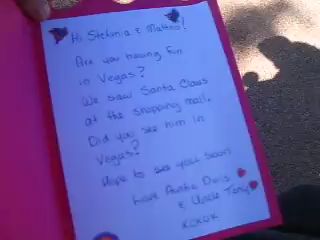 Hi Stefania & Matteo!
Are you having fun
in Vegas?
We saw Santa Claus
at the shopping mall.
Did you see him in
Vegas?
Hope to see you soon
Love Auntie Doris
& Uncle Tony
xoxox